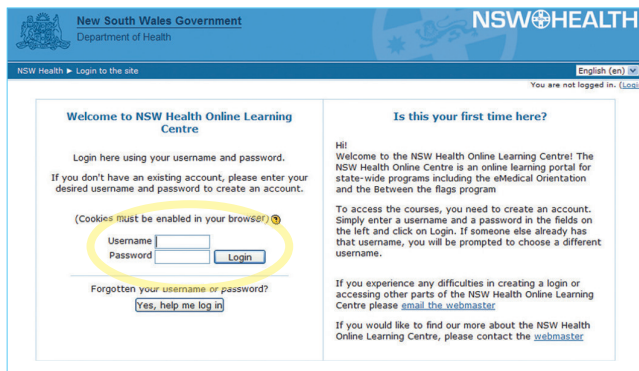 New South Wales Government
Department of Health
NSW HEALTH
NSW Health ► Login to the site
English (en)
You are not logged in. (Login
Welcome to NSW Health Online Learning
Centre
Login here using your username and password.
If you don't have an existing account, please enter your
desired username and password to create an account.
(Cookies must be enabled in your browser)
Username
Password
Login
Forgotten your username or password?
Yes, help me log in
Is this your first time here?
Hi!
Welcome to the NSW Health Online Learning Centre! The
NSW Health Online Centre is an online learning portal for
state-wide programs including the eMedical Orientation
and the Between the flags program
To access the courses, you need to create an account.
Simply enter a username and a password in the fields on
the left and click on Login. If someone else already has
that username, you will be prompted to choose a different
username.
If you experience any difficulties in creating a login or
accessing other parts of the NSW Health Online Learning
Centre please email the webmaster
If you would like to find our more about the NSW Health
Online Learning Centre, please contact the webmaster